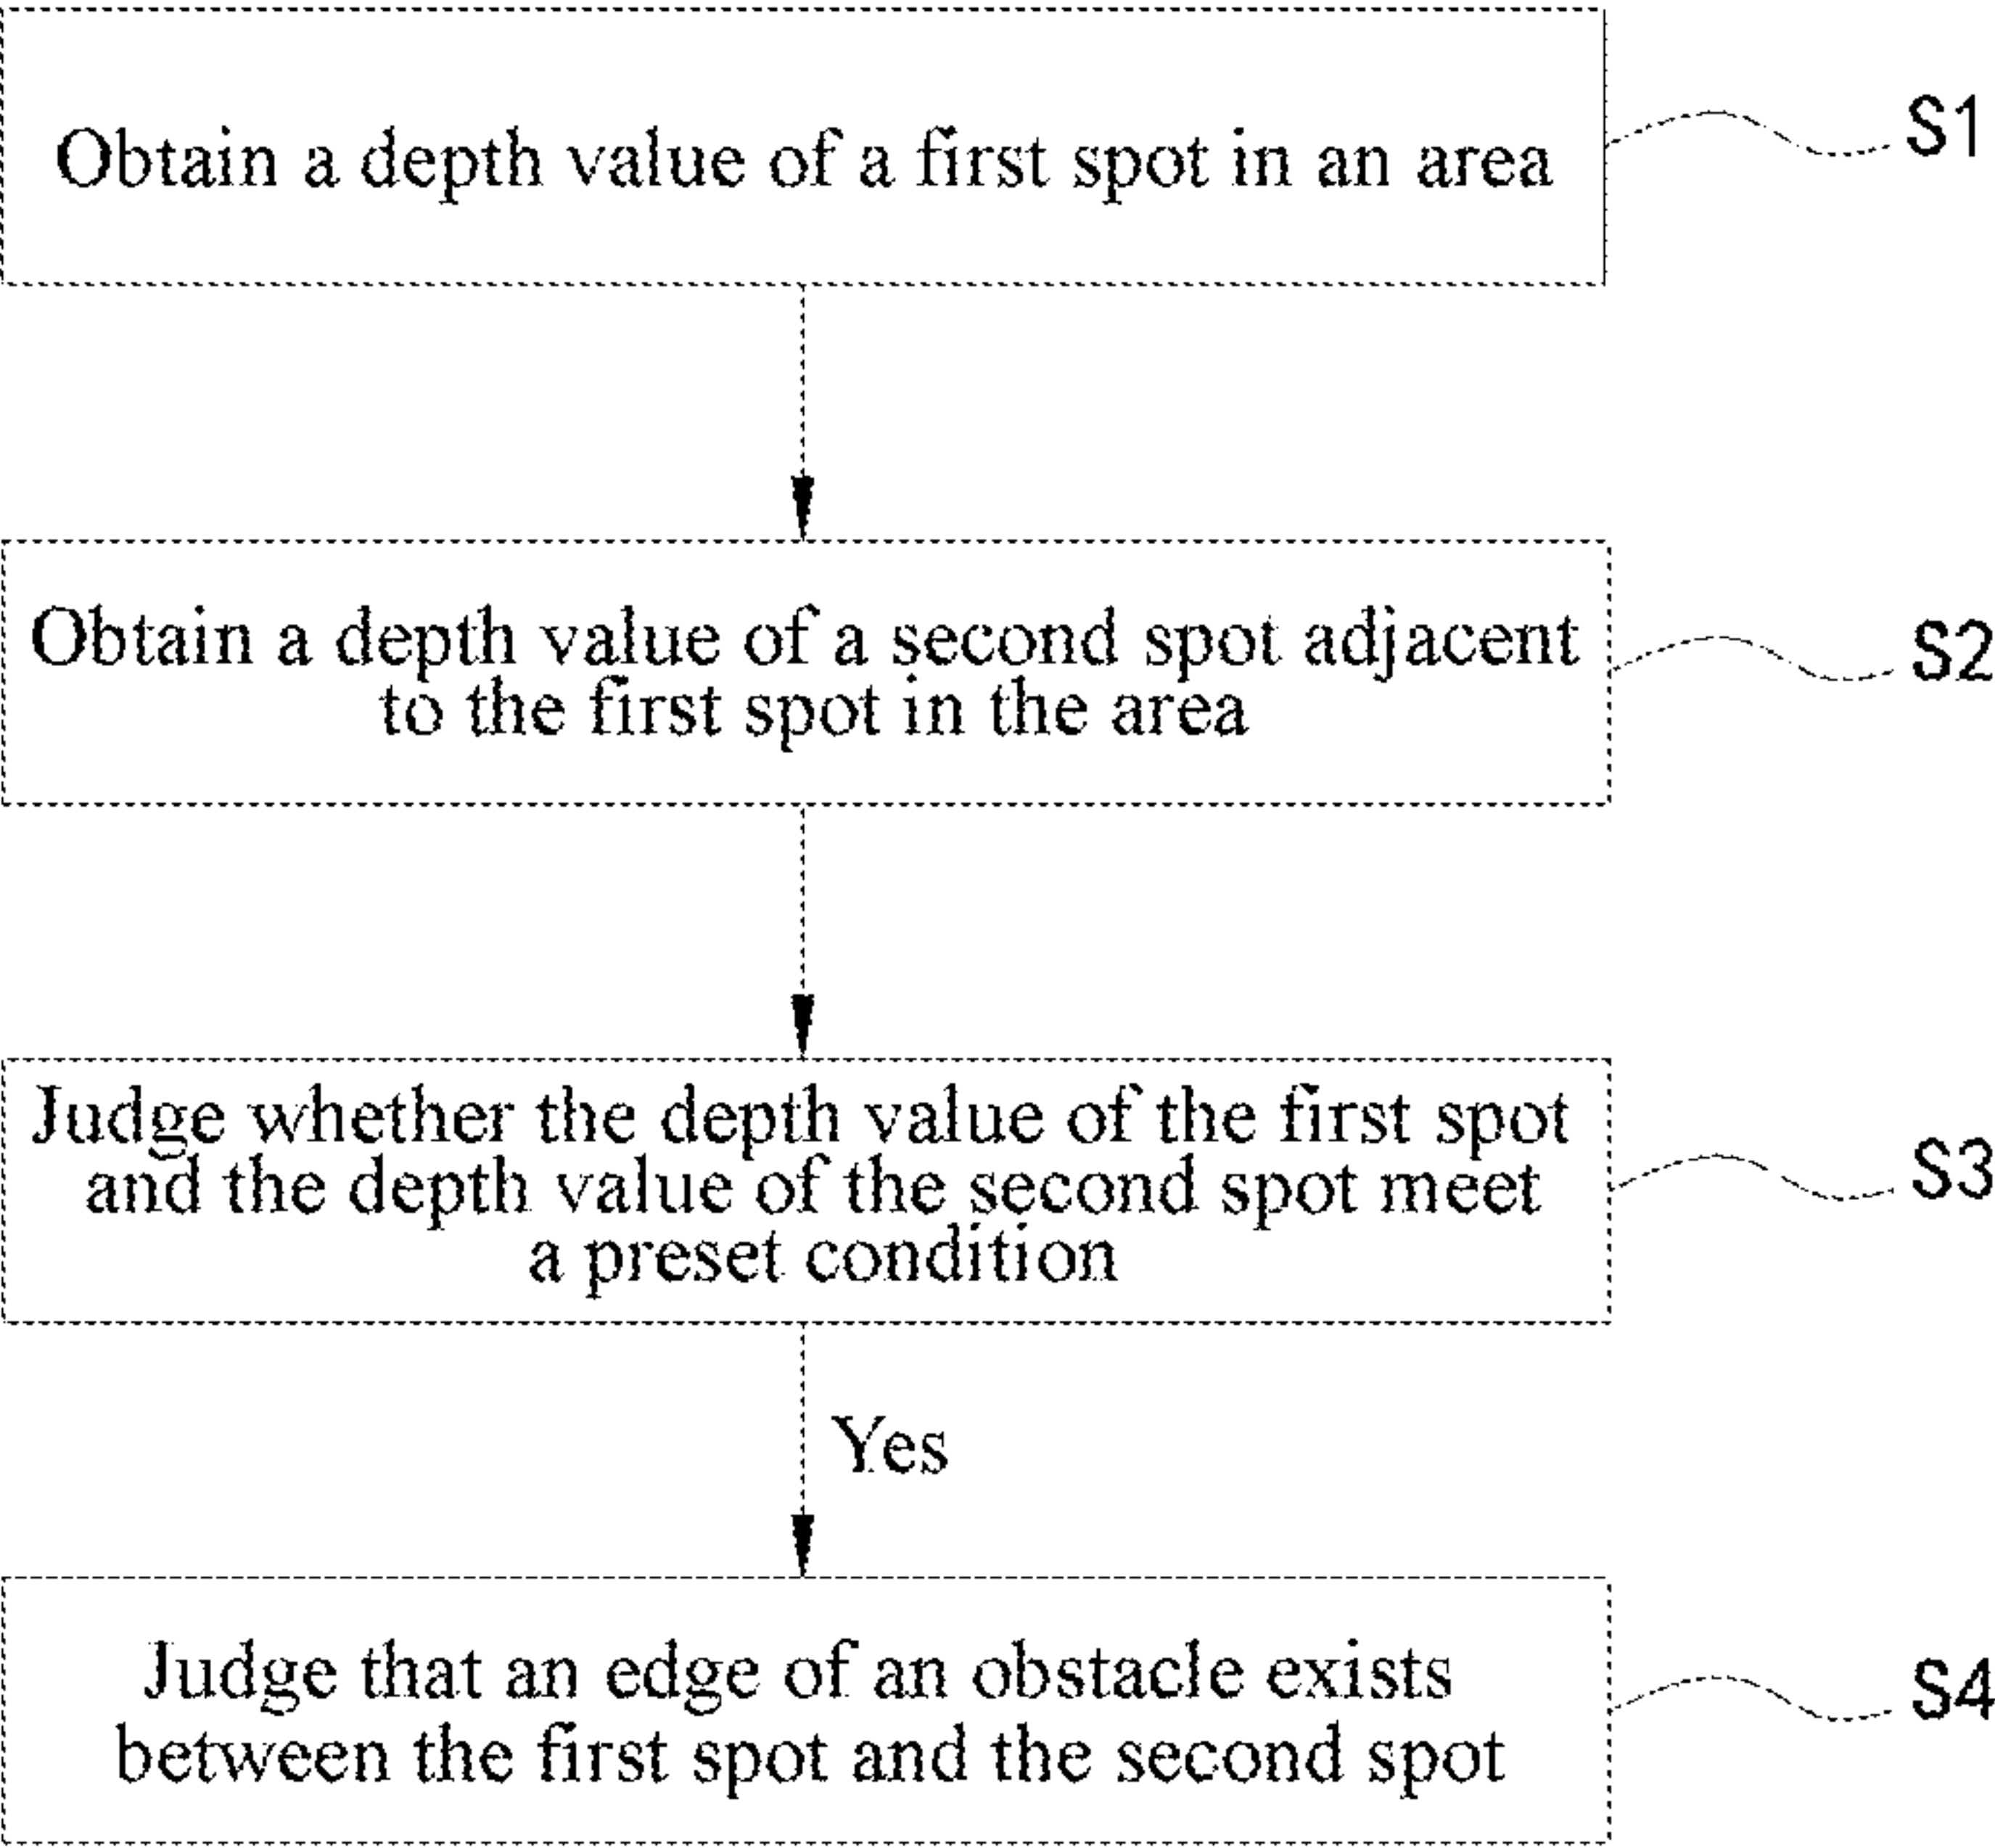 Obtain a depth value of a first spot in an area
S1
Obtain a depth value of a second spot adjacent
to the first spot in the area
S2
Judge whether the depth value of the first spot
and the depth value of the second spot meet
a preset condition
S3
Yes
Judge that an edge of an obstacle exists
between the first spot and the second spot
S4